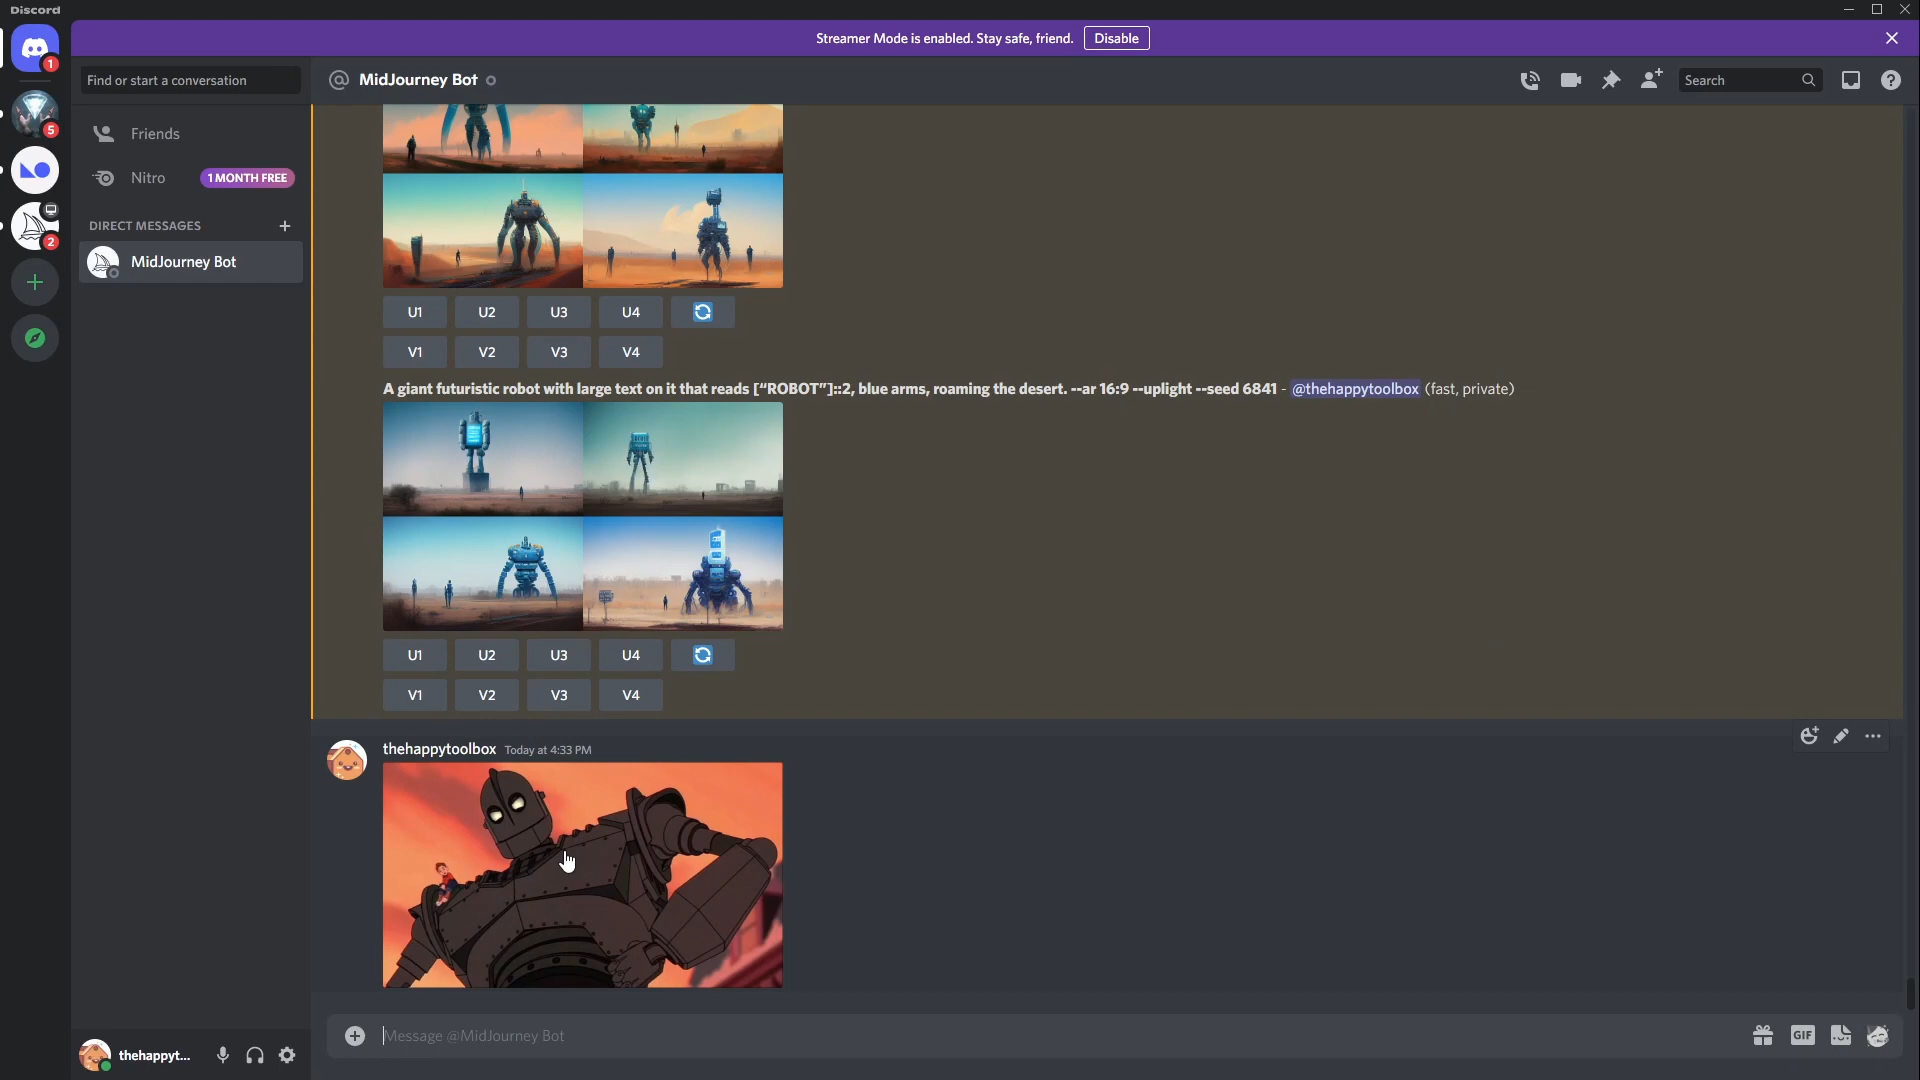 Discord
Streamer Mode is enabled. Stay safe, friend. Disable
1
Find or start a conversation
MidJourney Bot
Search
5
Friends
Nitro 1 MONTH FREE
DIRECT MESSAGES
2
MidJourney Bot
U1 U2 U3 U4
V1 V2 V3 V4
A giant futuristic robot with large text on it that reads [“ROBOT”]::2, blue arms, roaming the desert. --ar 16:9 --uplight --seed 6841 - @thehappytoolbox (fast, private)
U1 U2 U3 U4
V1 V2 V3 V4
thehappytoolbox Today at 4:33 PM
Message @MidJourney Bot
GIF
thehappyt...